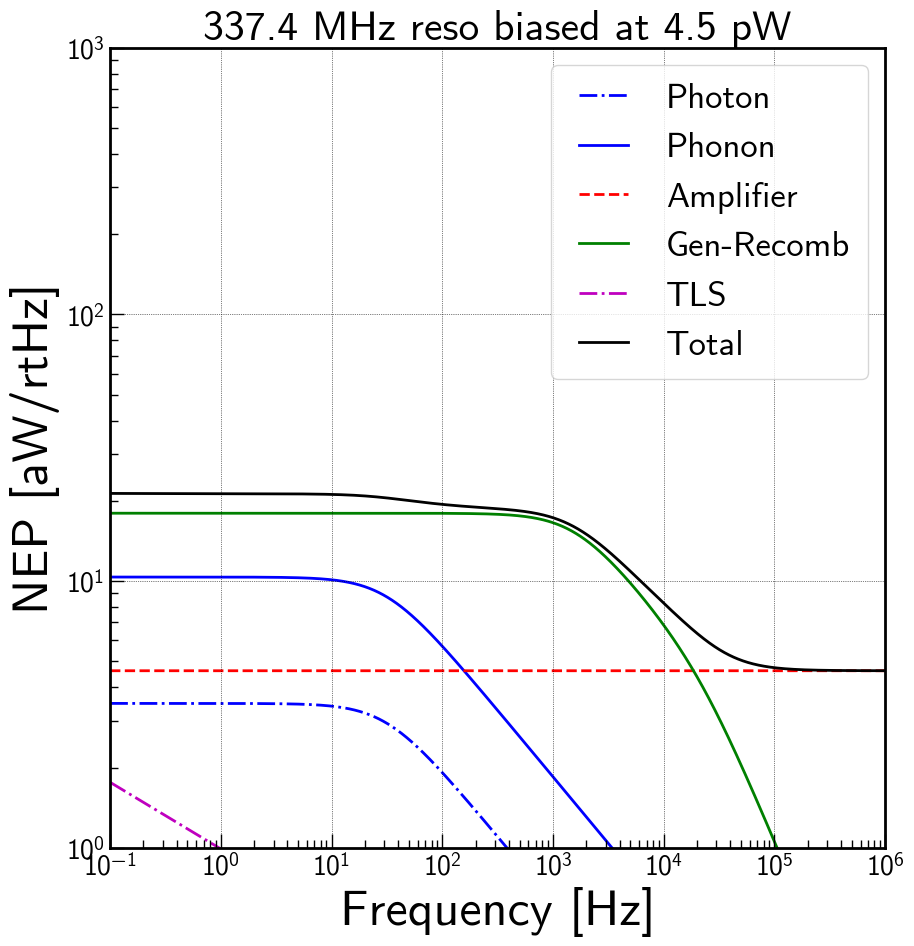 337.4 MHz reso biased at 4.5 pW
10³
Photon
Phonon
Amplifier
Gen-Recomb
TLS
Total
10²
NEP [aW/rtHz]
10¹
10⁰
10⁻¹ 10⁰ 10¹ 10² 10³ 10⁴ 10⁵ 10⁶
Frequency [Hz]